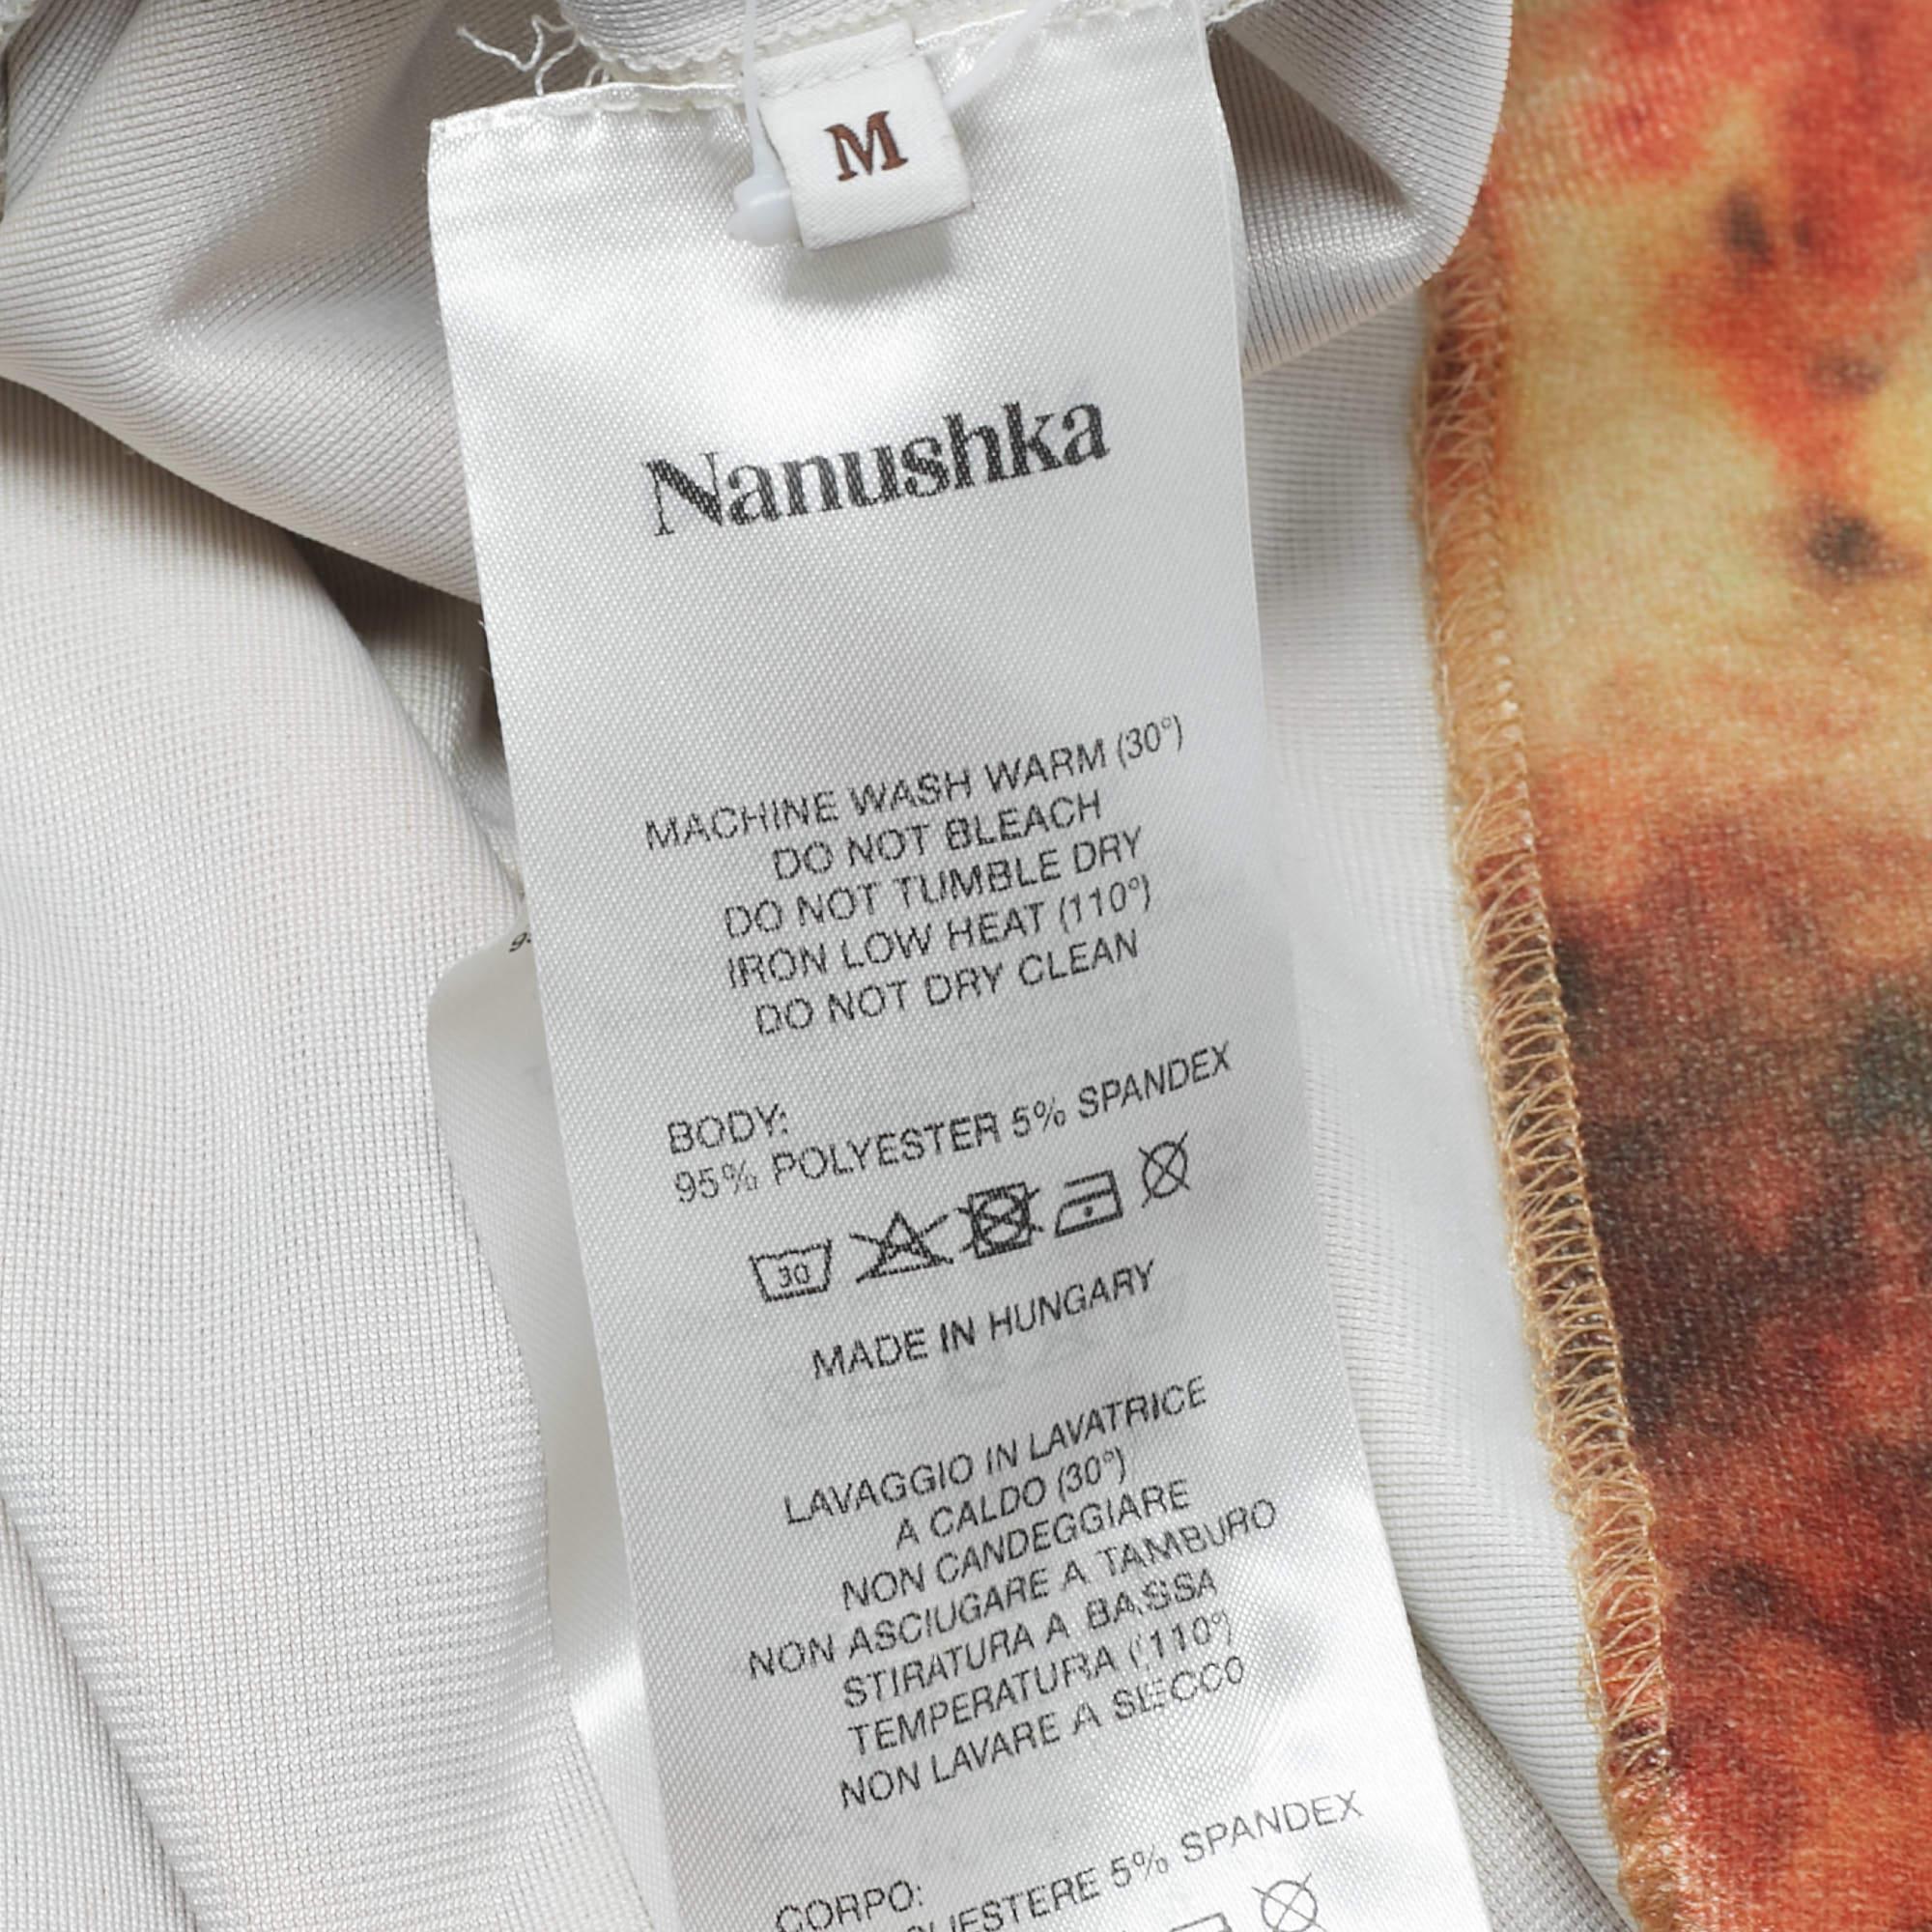 M
Nanushka
MACHINE WASH WARM (30°)
DO NOT BLEACH
DO NOT TUMBLE DRY
IRON LOW HEAT (110°)
DO NOT DRY CLEAN
BODY:
95% POLYESTER 5% SPANDEX
30
MADE IN HUNGARY
LAVAGGIO IN LAVATRICE
A CALDO (30°)
NON CANDEGGIARE
NON ASCIUGARE A TAMBURO
STIRATURA A BASSA
TEMPERATURA (110°)
NON LAVARE A SECCO
CORPO:
5% SPANDEX